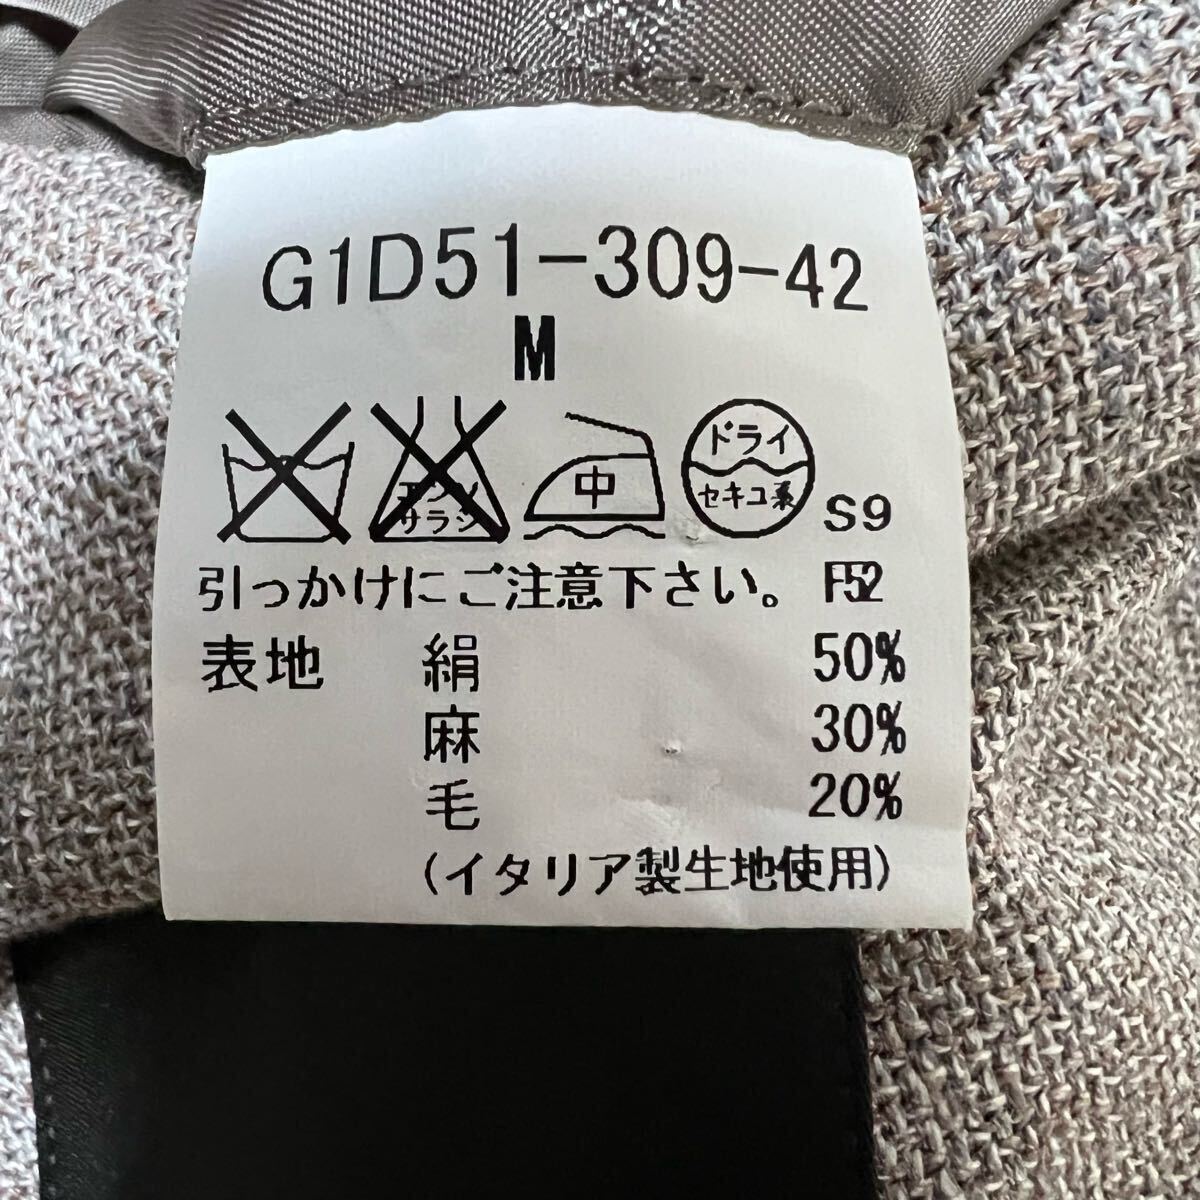 G1D51-309-42
M
エンソ
サラシ
中
ドライ
セキユ系
S9
引っかけにご注意下さい。 F52
表地 絹 50%
麻 30%
毛 20%
(イタリア製生地使用)